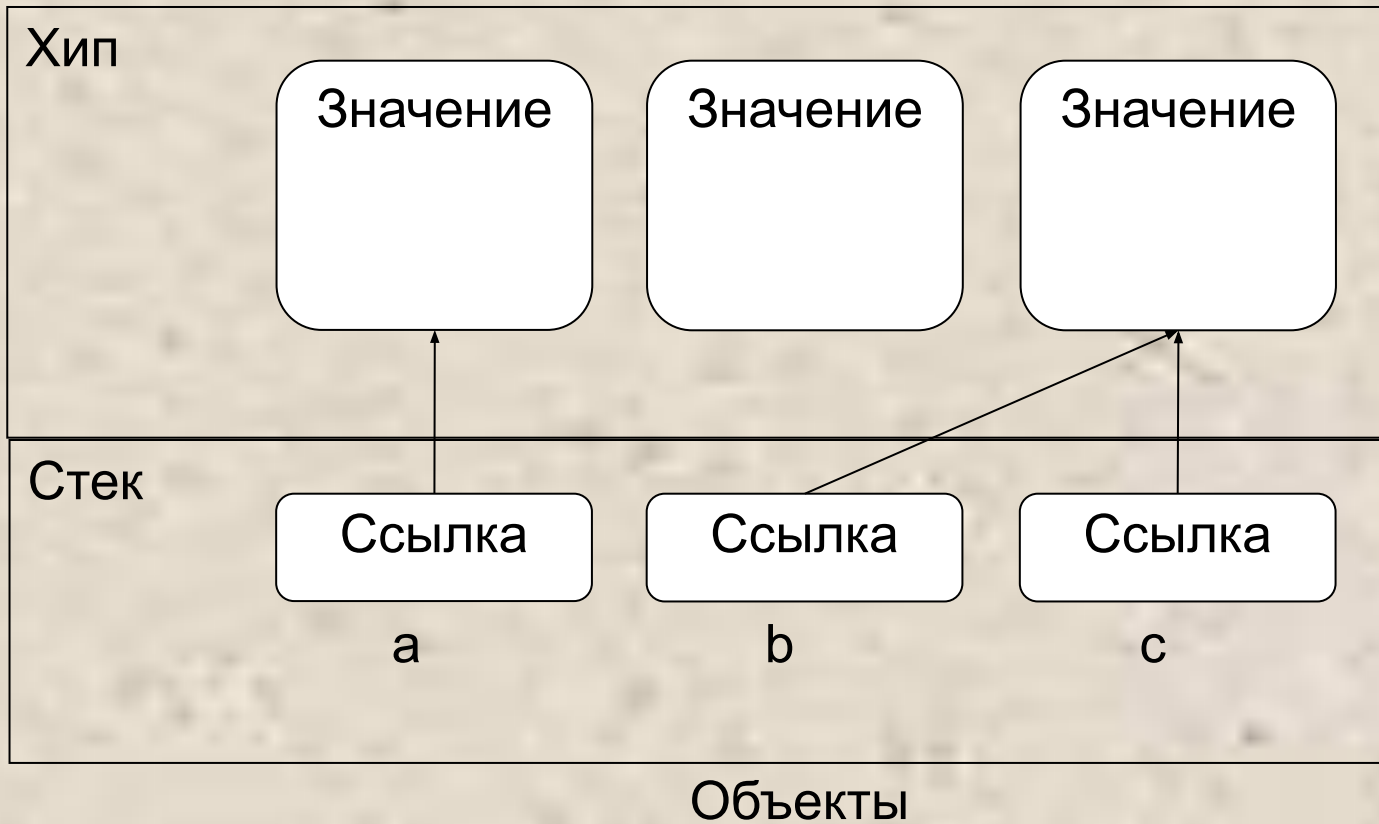 Хип
Значение Значение Значение
Стек
Ссылка Ссылка Ссылка
a b c
Объекты